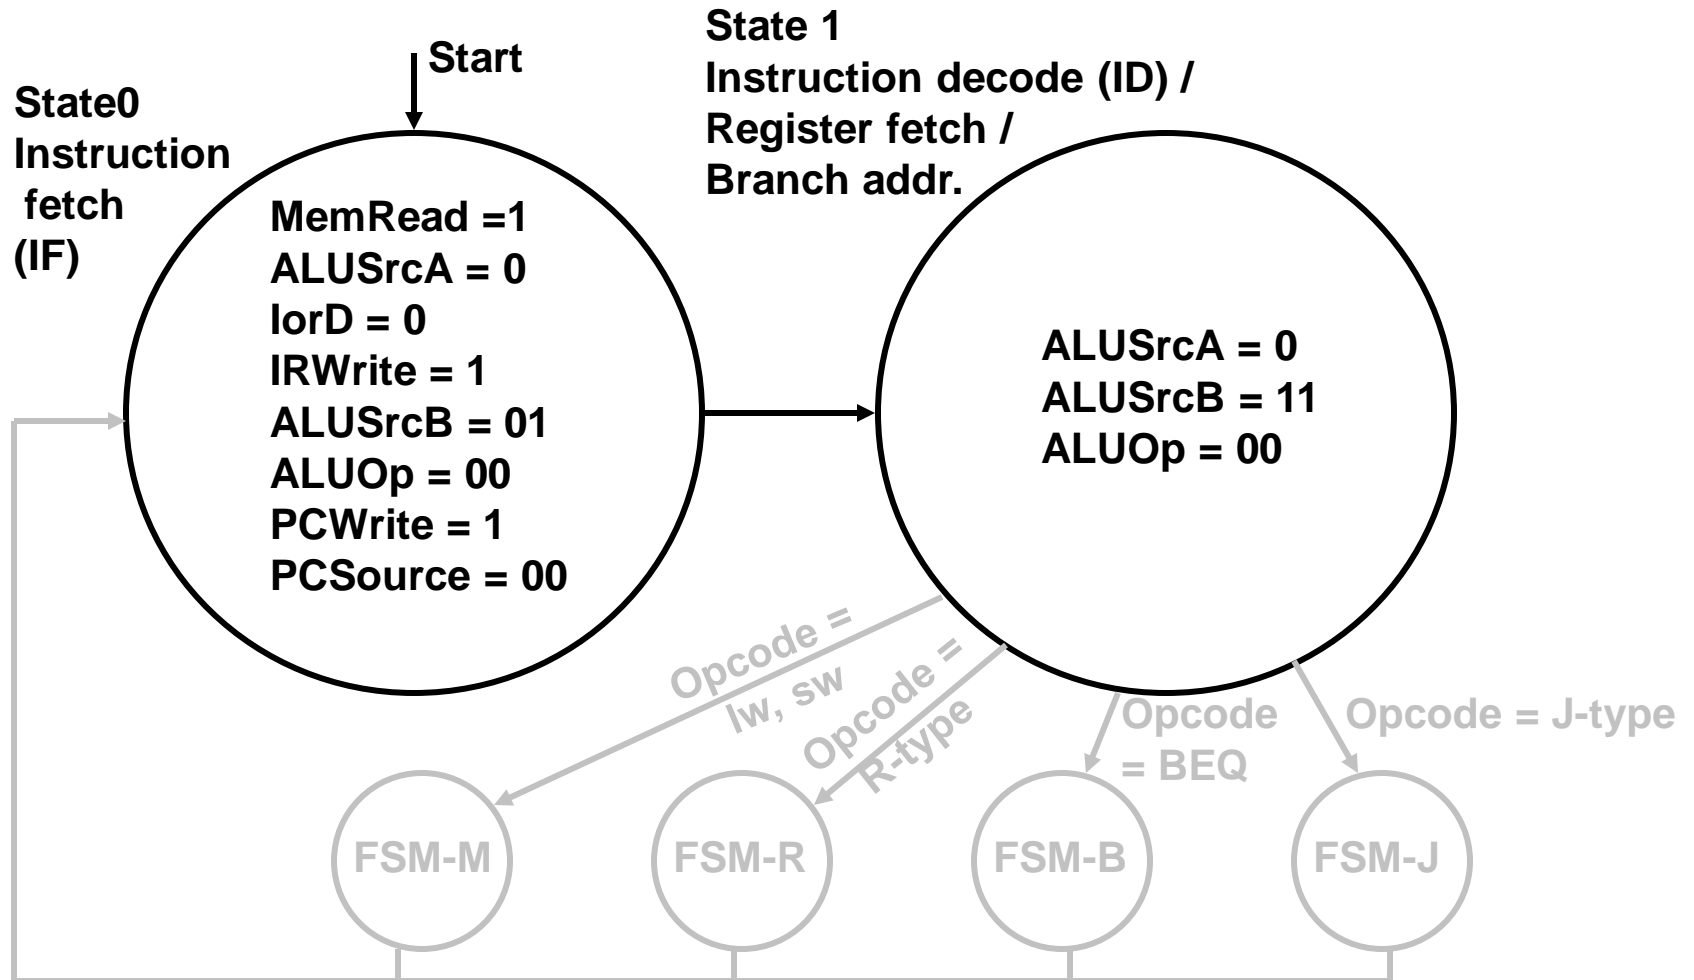 Start
State0
Instruction
fetch
(IF)
MemRead =1
ALUSrcA = 0
IorD = 0
IRWrite = 1
ALUSrcB = 01
ALUOp = 00
PCWrite = 1
PCSource = 00
State 1
Instruction decode (ID) /
Register fetch /
Branch addr.
ALUSrcA = 0
ALUSrcB = 11
ALUOp = 00
Opcode =
lw, sw
Opcode =
R-type
Opcode
= BEQ
Opcode = J-type
FSM-M
FSM-R
FSM-B
FSM-J